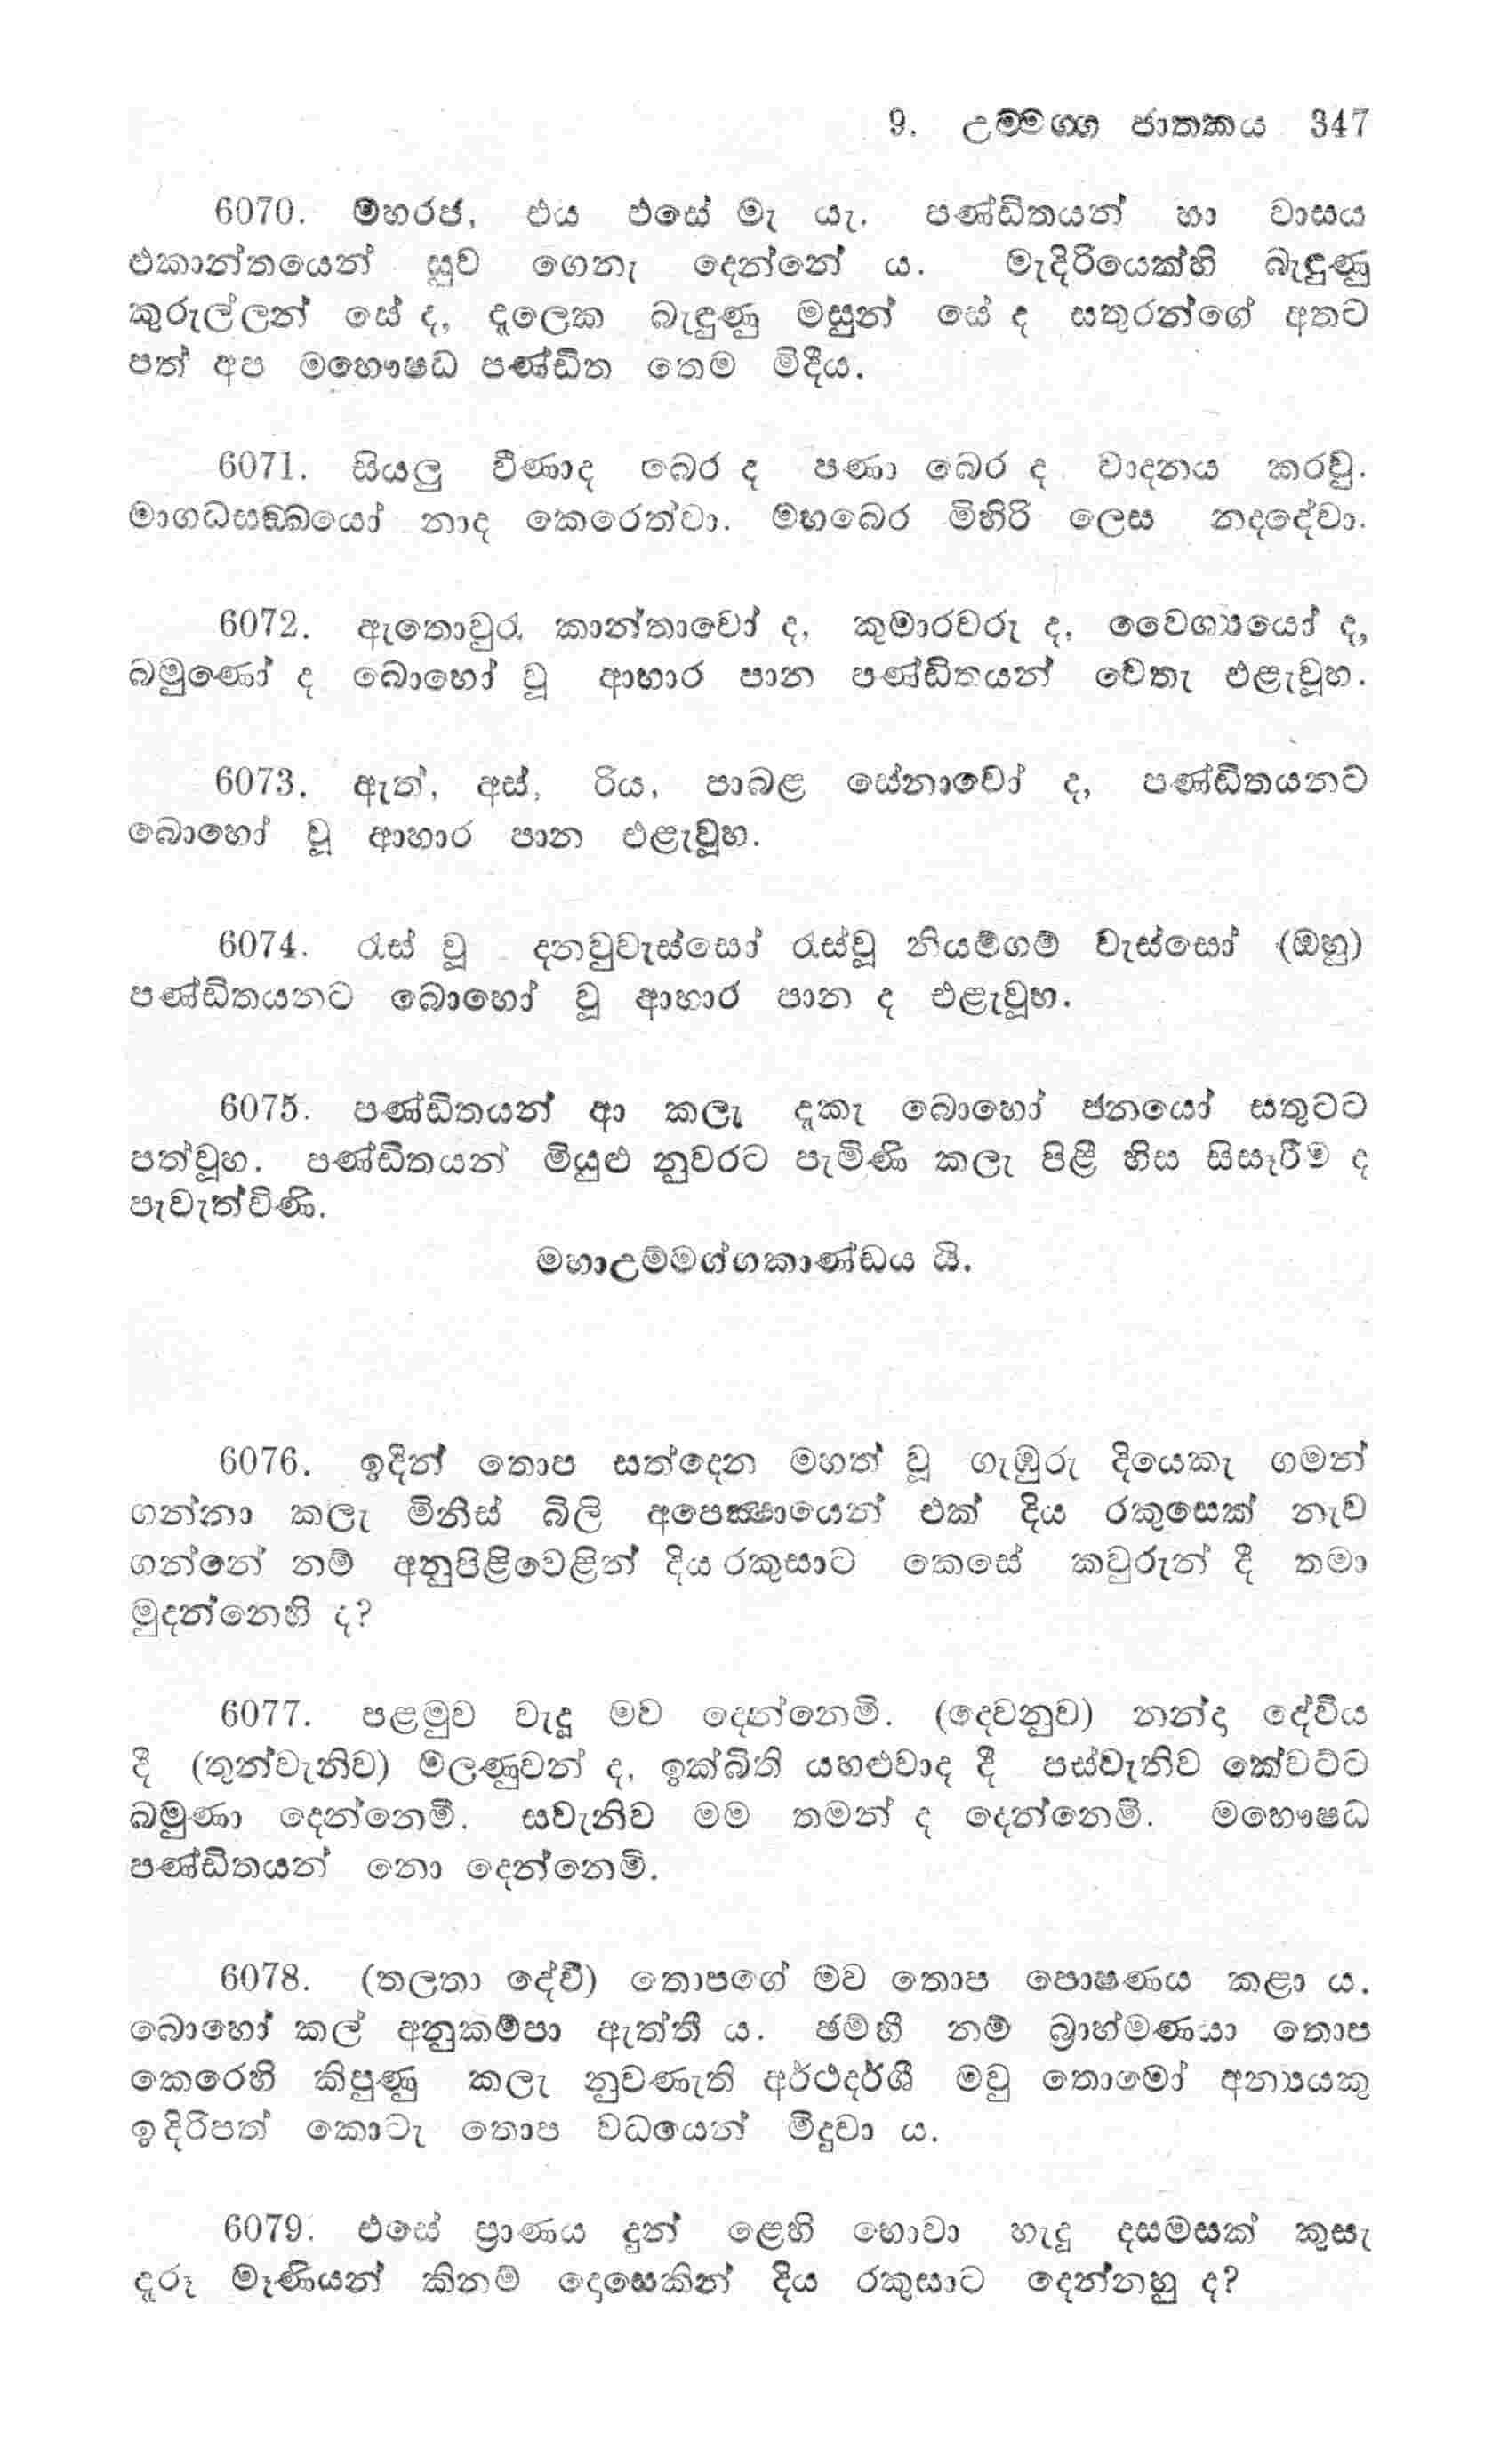 9. උම්මග්ග ජාතකය 347
6070. මහරජ, එය එසේ මැ යැ. පණ්ඩිතයන් හා වාසය
එකාන්තයෙන් සුව ගෙනැ දෙන්නේ ය. මැදිරියෙක්හි බැඳුණු
කුරුල්ලන් සේ ද, දැලෙක බැඳුණු මසුන් සේ ද සතුරන්ගේ අතට
පත් අප මහෞෂධ පණ්ඩිත තෙම මිදීය.
6071. සියලු වීණාද බෙර ද පණා බෙර ද වාදනය කරවු.
මාගධසඞ්ඛයෝ නාද කෙරෙත්වා. මහබෙර මිහිරි ලෙස නදදේවා.
6072. ඇතොවුරු කාන්තාවෝ ද, කුමාරවරු ද, වෛශ්‍යයෝ ද,
බමුණෝ ද බොහෝ වූ ආහාර පාන පණ්ඩිතයන් වෙතැ එළැවූහ.
6073. ඇත්, අස්, රිය, පාබළ සේනාවෝ ද, පණ්ඩිතයනට
බොහෝ වූ ආහාර පාන එළැවූහ.
6074. රැස් වූ දනවුවැස්සෝ රැස්වූ නියම්ගම් වැස්සෝ (ඔහු)
පණ්ඩිතයනට බොහෝ වූ ආහාර පාන ද එළැවූහ.
6075. පණ්ඩිතයන් ආ කලැ දැකැ බොහෝ ජනයෝ සතුටට
පත්වූහ. පණ්ඩිතයන් මියුළු නුවරට පැමිණි කලැ පිළී හිස සිසෑරීම ද
පැවැත්විණි.
මහාඋම්මග්ගකාණ්ඩය යි.
6076. ඉදින් තොප සත්දෙන මහත් වූ ගැඹුරු දියෙකැ ගමන්
ගන්නා කලැ මිනිස් බිලි අපෙක්‍ෂායෙන් එක් දිය රකුසෙක් නැව
ගන්නේ නම් අනුපිළිවෙළින් දිය රකුසාට කෙසේ කවුරුන් දී තමා
මුදන්නෙහි ද?
6077. පළමුව වැදූ මව දෙන්නෙමි. (දෙවනුව) නන්දා දේවිය
දී (තුන්වැනිව) මලණුවන් ද, ඉක්බිති යහළුවාද දී පස්වැනිව කේවට්ට
බමුණා දෙන්නෙමි. සවැනිව මම තමන් ද දෙන්නෙමි. මහෞෂධ
පණ්ඩිතයන් නො දෙන්නෙමි.
6078. (තලතා දේවී) තොපගේ මව තොප පොෂණය කළා ය.
බොහෝ කල් අනුකම්පා ඇත්තී ය. ඡම්භී නම් බ්‍රාහ්මණයා තොප
කෙරෙහි කිපුණු කලැ නුවණැති අර්ථදර්ශී මවු තොමෝ අන්‍යයකු
ඉදිරිපත් කොටැ තොප වධයෙන් මිදුවා ය.
6079. එසේ ප්‍රාණය දුන් ළෙහි හොවා හැදූ දසමසක් කුසැ
දැරූ මෑණියන් කිනම් දොසෙකින් දිය රකුසාට දෙන්නහු ද?